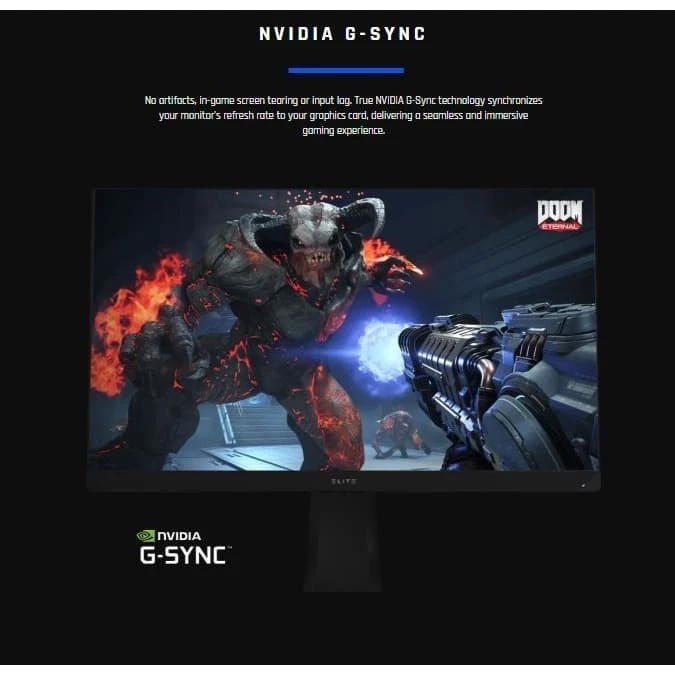 NVIDIA G-SYNC
No artifacts, in-game screen tearing or input lag. True NVIDIA G-Sync technology synchronizes
your monitor's refresh rate to your graphics card, delivering a seamless and immersive
gaming experience.
DOOM
ETERNAL
ELITE
NVIDIA
G-SYNC™